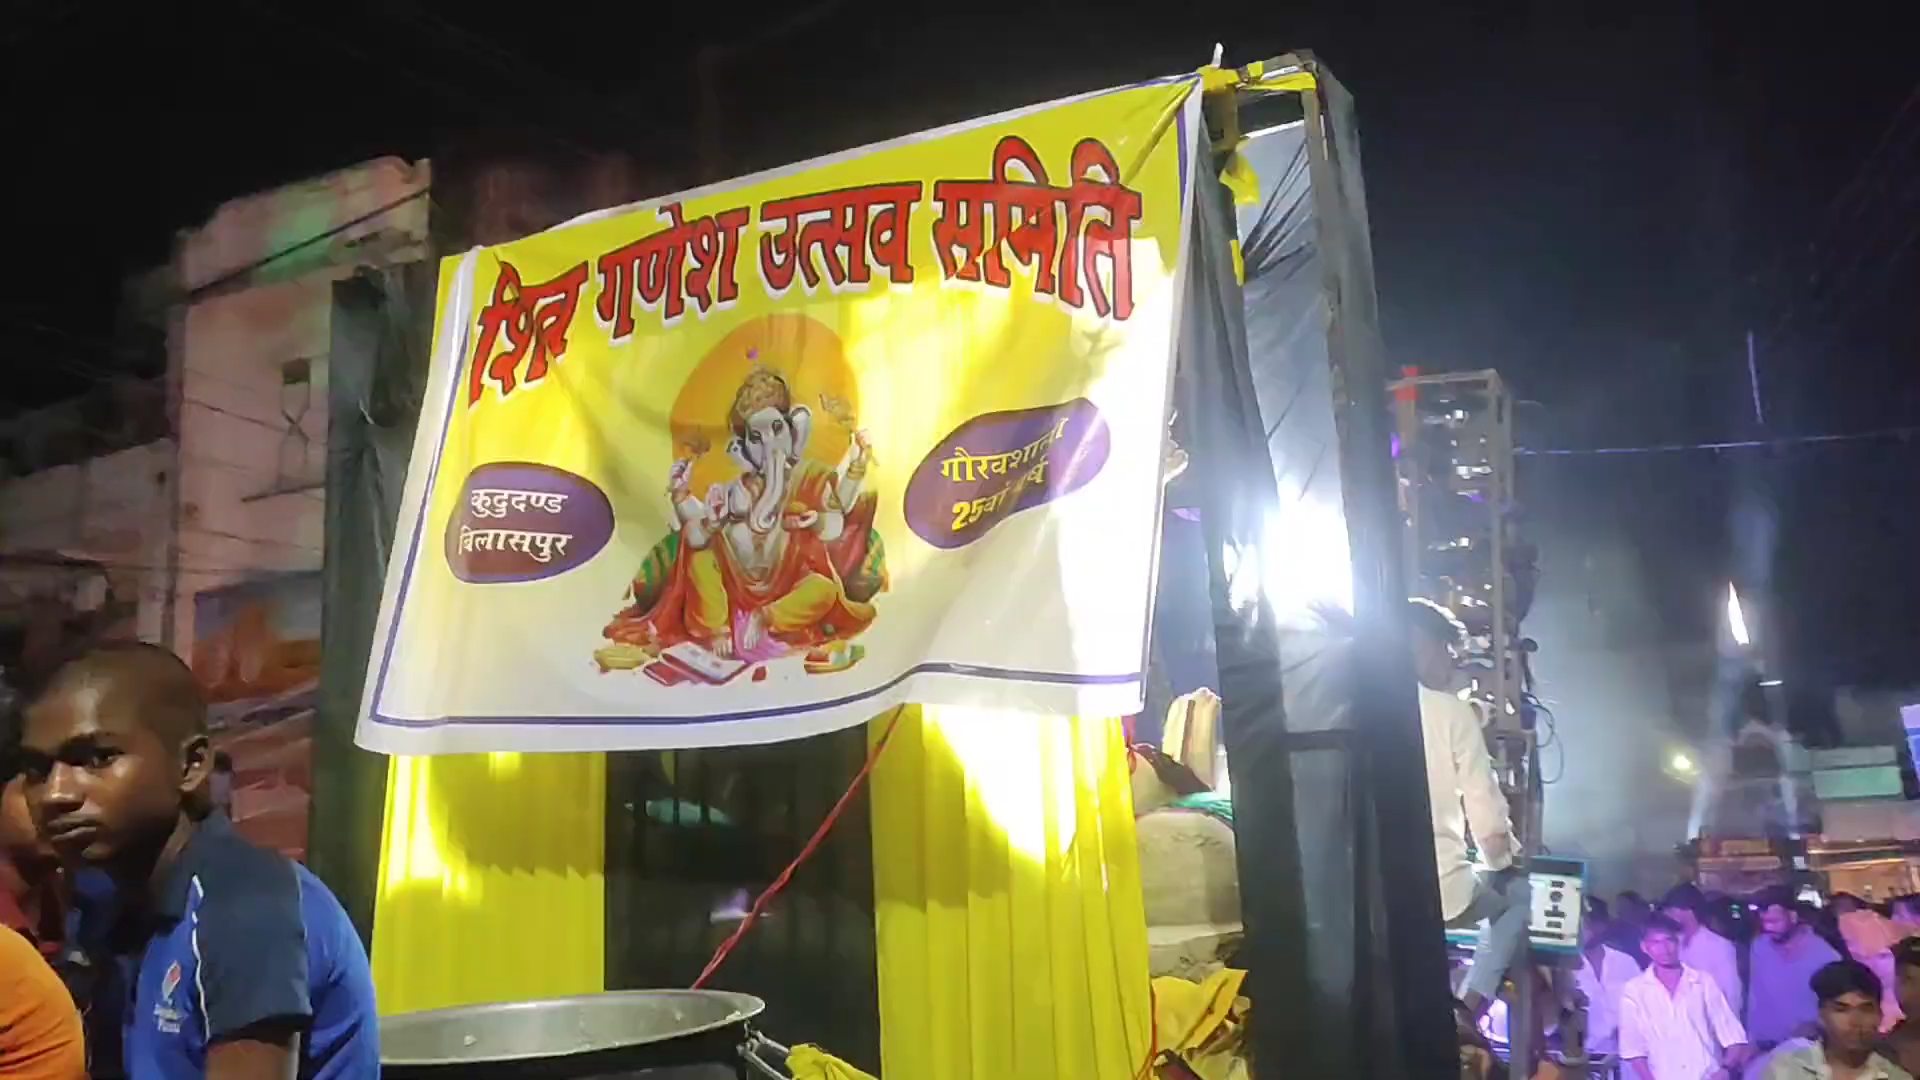 शिव गणेश उत्सव समिति
कुदुदण्ड
बिलासपुर
गौरवशाली
25वां वर्ष